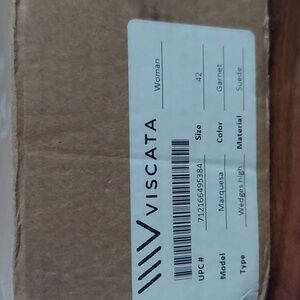 VISCATA
Woman
UPC # 712166495384 Size 42
Model Marquesa Color Garnet
Type Wedges high Material Suede